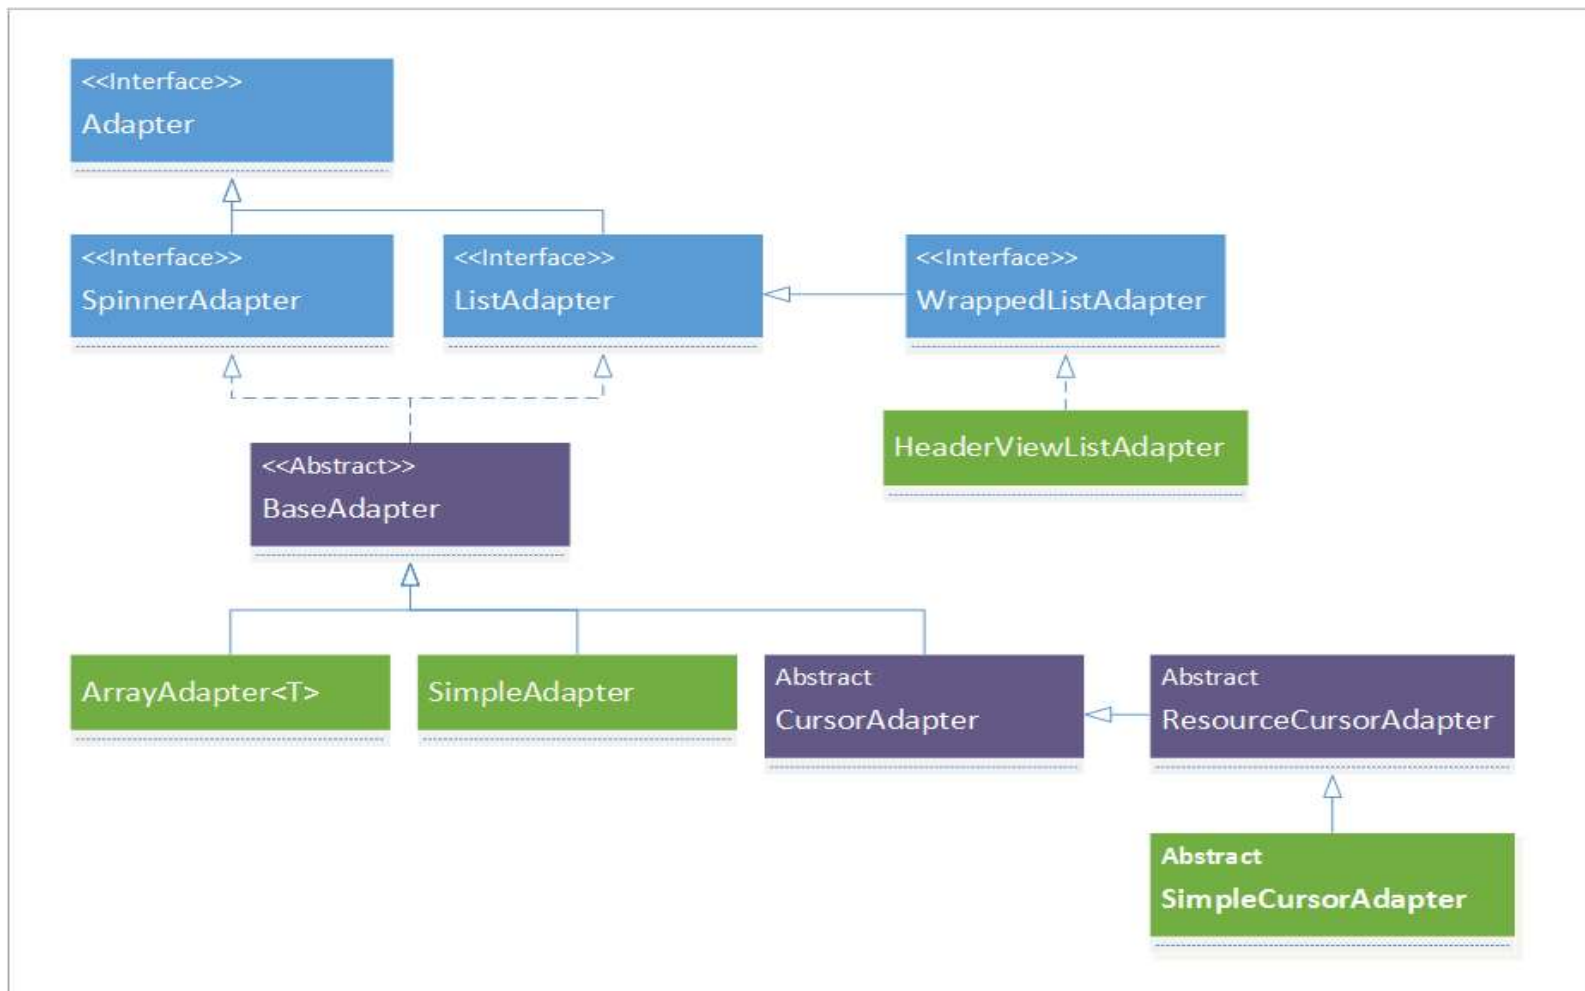 <<Interface>>
Adapter
<<Interface>>
SpinnerAdapter
<<Interface>>
ListAdapter
<<Interface>>
WrappedListAdapter
HeaderViewListAdapter
<<Abstract>>
BaseAdapter
ArrayAdapter<T>
SimpleAdapter
Abstract
CursorAdapter
Abstract
ResourceCursorAdapter
Abstract
SimpleCursorAdapter